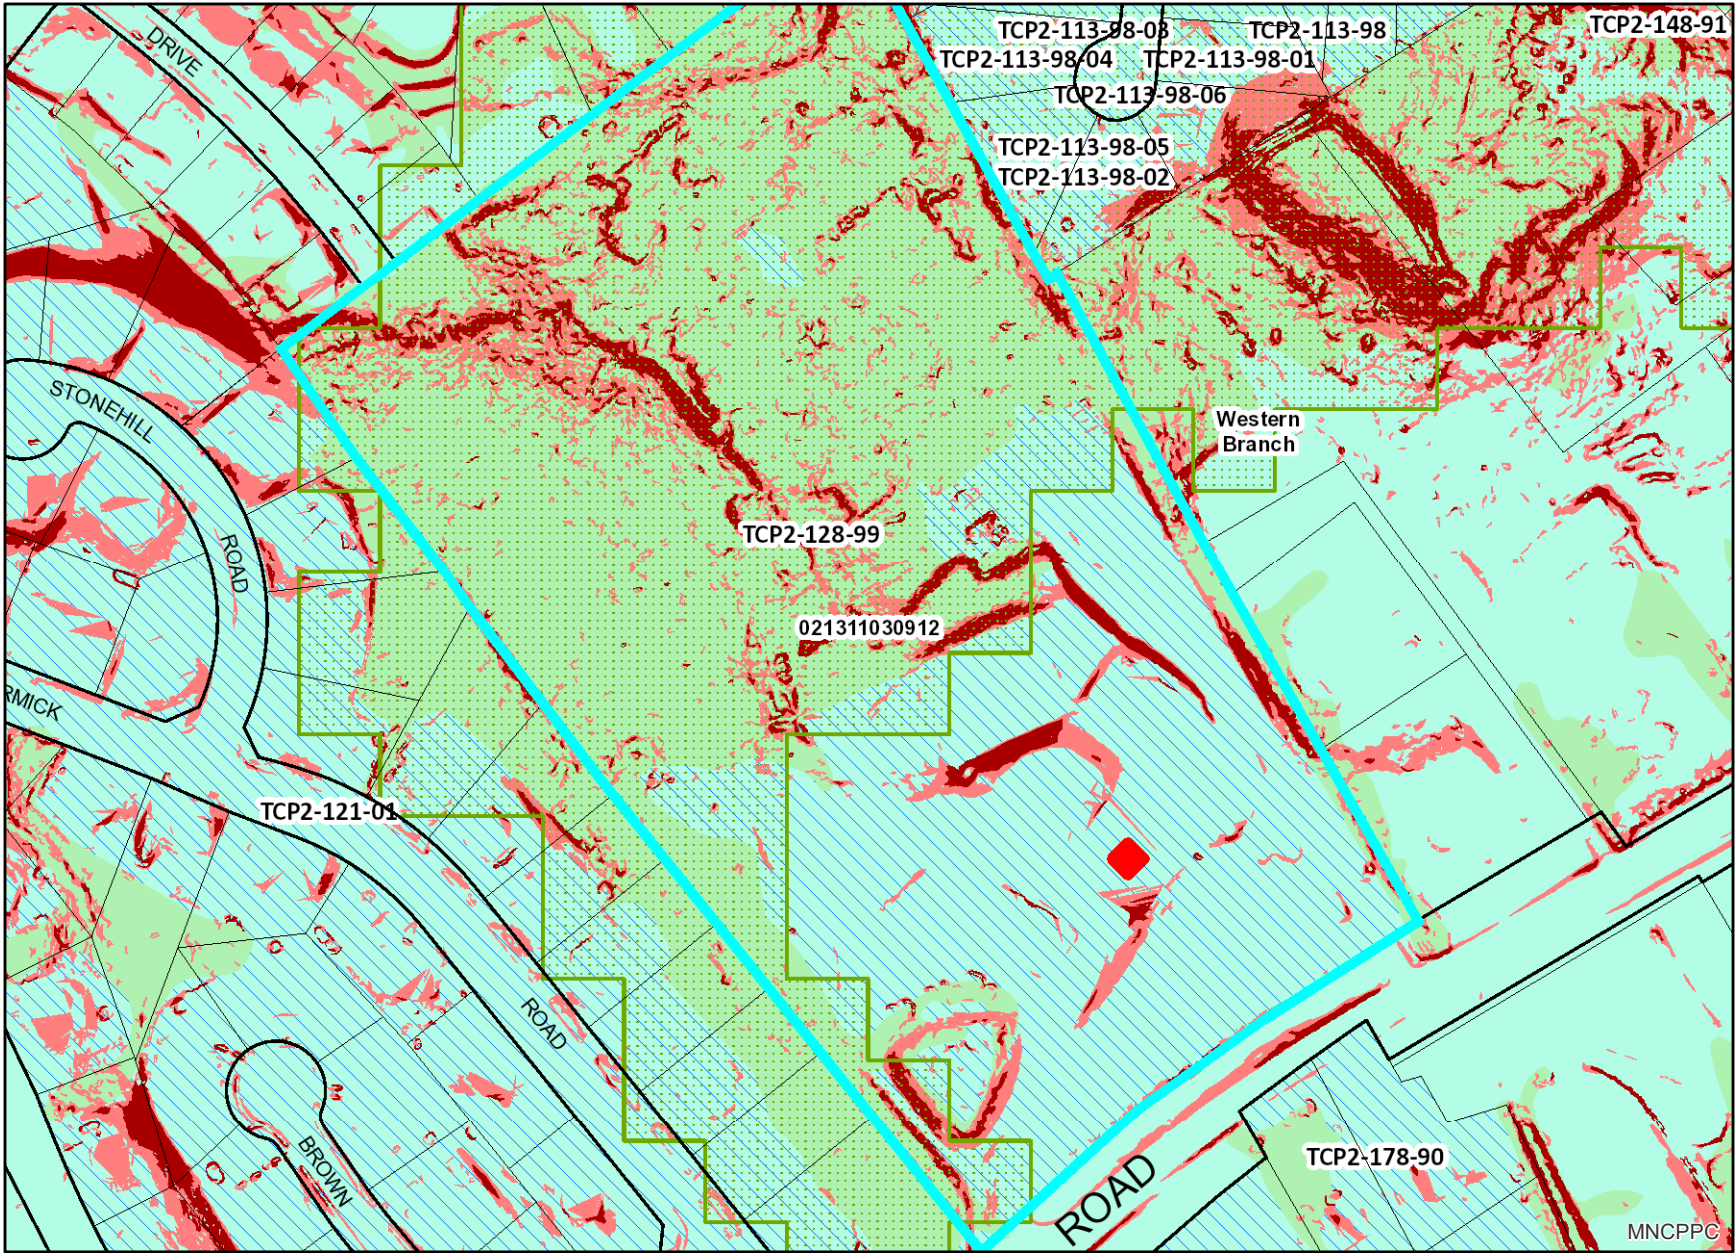 TCP2-113-98-03
TCP2-113-98
TCP2-148-91
DRIVE
TCP2-113-98-04
TCP2-113-98-01
TCP2-113-98-06
TCP2-113-98-05
TCP2-113-98-02
STONEHILL
ROAD
Western
Branch
TCP2-128-99
021311030912
RMICK
TCP2-121-01
ROAD
BROWN
ROAD
TCP2-178-90
MNCPPC